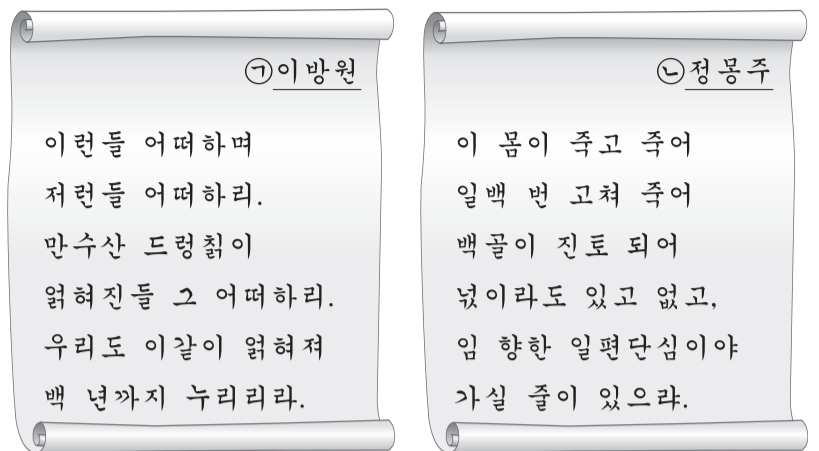 ㉠이방원
이런들 어떠하며
저런들 어떠하리.
만수산 드렁칡이
얽혀진들 그 어떠하리.
우리도 이같이 얽혀져
백 년까지 누리리라.
㉡정몽주
이 몸이 죽고 죽어
일백 번 고쳐 죽어
백골이 진토 되어
넋이라도 있고 없고,
임 향한 일편단심이야
가실 줄이 있으랴.